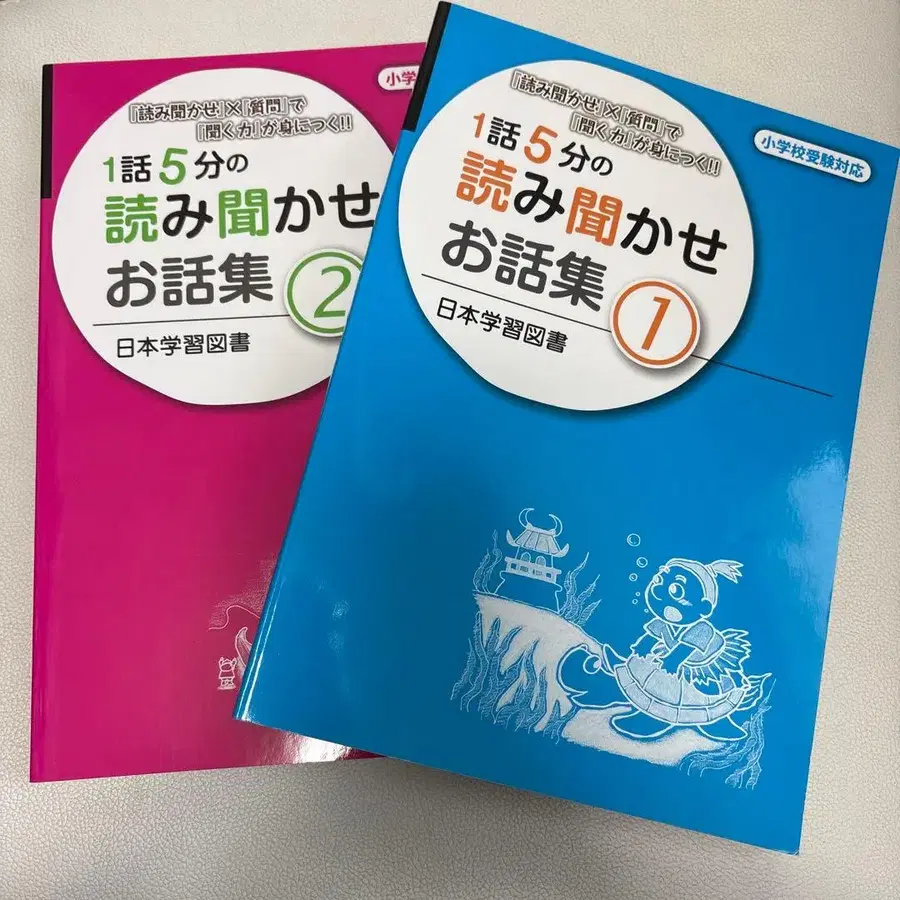 小学
『読み聞かせ』×『質問』で
『聞く力』が身につく!!
1話5分の
読み聞かせ
お話集
2
日本学習図書
小学校受験対応
『読み聞かせ』×『質問』で
『聞く力』が身につく!!
1話5分の
読み聞かせ
お話集
1
日本学習図書